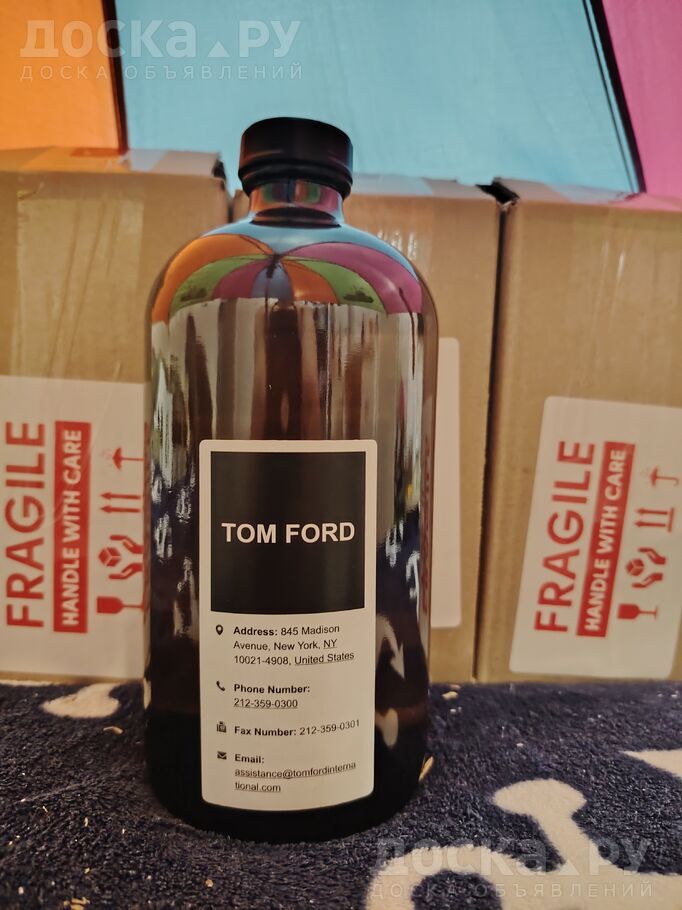 ДОСКА.РУ
ДОСКА ОБЪЯВЛЕНИЙ
TOM FORD
Address: 845 Madison
Avenue, New York, NY
10021-4908, United States
Phone Number:
212-359-0300
Fax Number: 212-359-0301
Email:
assistance@tomfordinterna
tional.com
FRAGILE
HANDLE WITH CARE
FRAGILE
HANDLE WITH CARE
ДОСКА.РУ
ДОСКА ОБЪЯВЛЕНИЙ